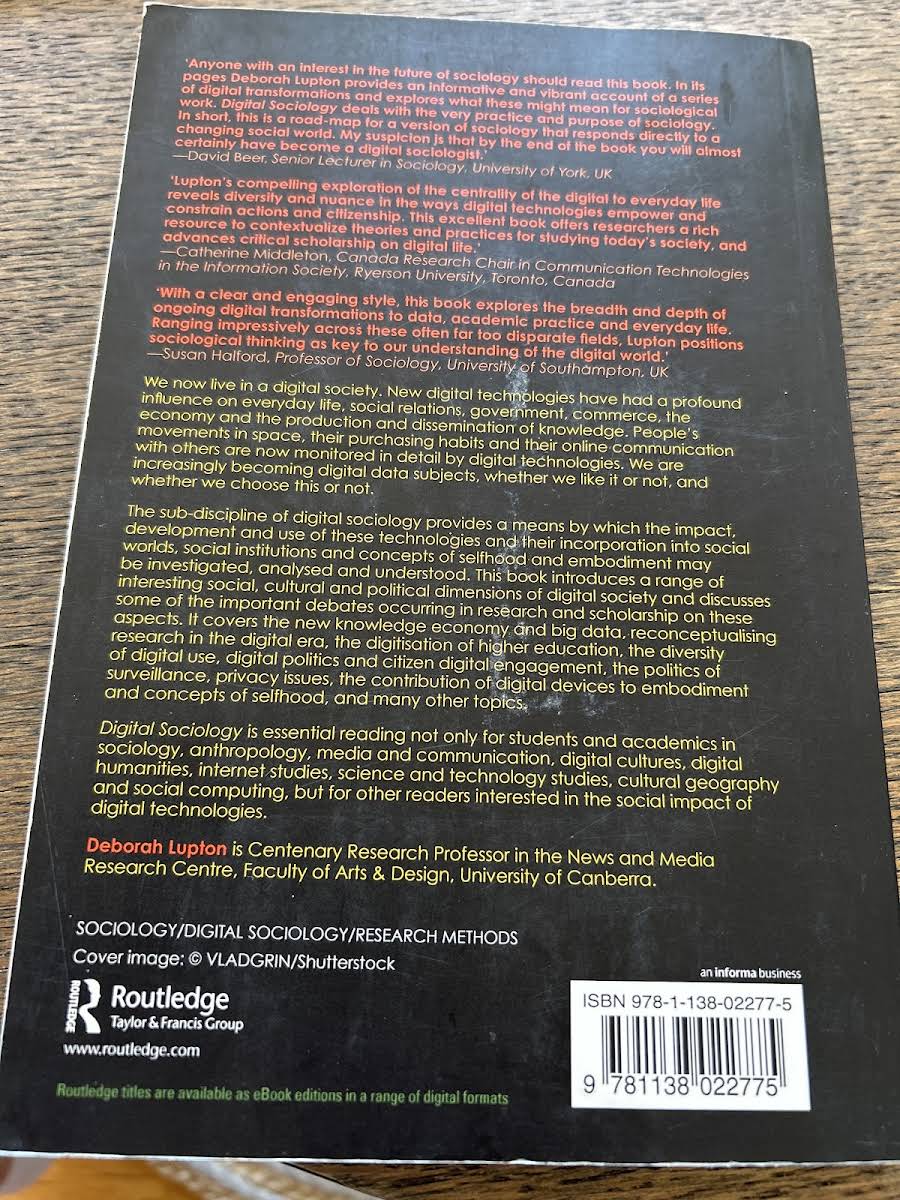 'Anyone with an interest in the future of sociology should read this book. In its
pages Deborah Lupton provides an informative and vibrant account of a series
of digital transformations and explores what these might mean for sociological
work. Digital Sociology deals with the very practice and purpose of sociology.
In short, this is a road-map for a version of sociology that responds directly to a
changing social world. My suspicion is that by the end of the book you will almost
certainly have become a digital sociologist.'
—David Beer, Senior Lecturer in Sociology, University of York, UK
'Lupton's compelling exploration of the centrality of the digital to everyday life
reveals diversity and nuance in the ways digital technologies empower and
constrain actions and citizenship. This excellent book offers researchers a rich
resource to contextualize theories and practices for studying today's society, and
advances critical scholarship on digital life.'
—Catherine Middleton, Canada Research Chair in Communication Technologies
in the Information Society, Ryerson University, Toronto, Canada
'With a clear and engaging style, this book explores the breadth and depth of
ongoing digital transformations to data, academic practice and everyday life.
Ranging impressively across these often far too disparate fields, Lupton positions
sociological thinking as key to our understanding of the digital world.'
—Susan Halford, Professor of Sociology, University of Southampton, UK
We now live in a digital society. New digital technologies have had a profound
influence on everyday life, social relations, government, commerce, the
economy and the production and dissemination of knowledge. People's
movements in space, their purchasing habits and their online communication
with others are now monitored in detail by digital technologies. We are
increasingly becoming digital data subjects, whether we like it or not, and
whether we choose this or not.
The sub-discipline of digital sociology provides a means by which the impact,
development and use of these technologies and their incorporation into social
worlds, social institutions and concepts of selfhood and embodiment may
be investigated, analysed and understood. This book introduces a range of
interesting social, cultural and political dimensions of digital society and discusses
some of the important debates occurring in research and scholarship on these
aspects. It covers the new knowledge economy and big data, reconceptualising
research in the digital era, the digitisation of higher education, the diversity
of digital use, digital politics and citizen digital engagement, the politics of
surveillance, privacy issues, the contribution of digital devices to embodiment
and concepts of selfhood, and many other topics.
Digital Sociology is essential reading not only for students and academics in
sociology, anthropology, media and communication, digital cultures, digital
humanities, internet studies, science and technology studies, cultural geography
and social computing, but for other readers interested in the social impact of
digital technologies.
Deborah Lupton is Centenary Research Professor in the News and Media
Research Centre, Faculty of Arts & Design, University of Canberra.
SOCIOLOGY/DIGITAL SOCIOLOGY/RESEARCH METHODS
Cover image: © VLADGRIN/Shutterstock
ROUTLEDGE
Routledge
Taylor & Francis Group
www.routledge.com
Routledge titles are available as eBook editions in a range of digital formats
an informa business
ISBN 978-1-138-02277-5
9 781138 022775